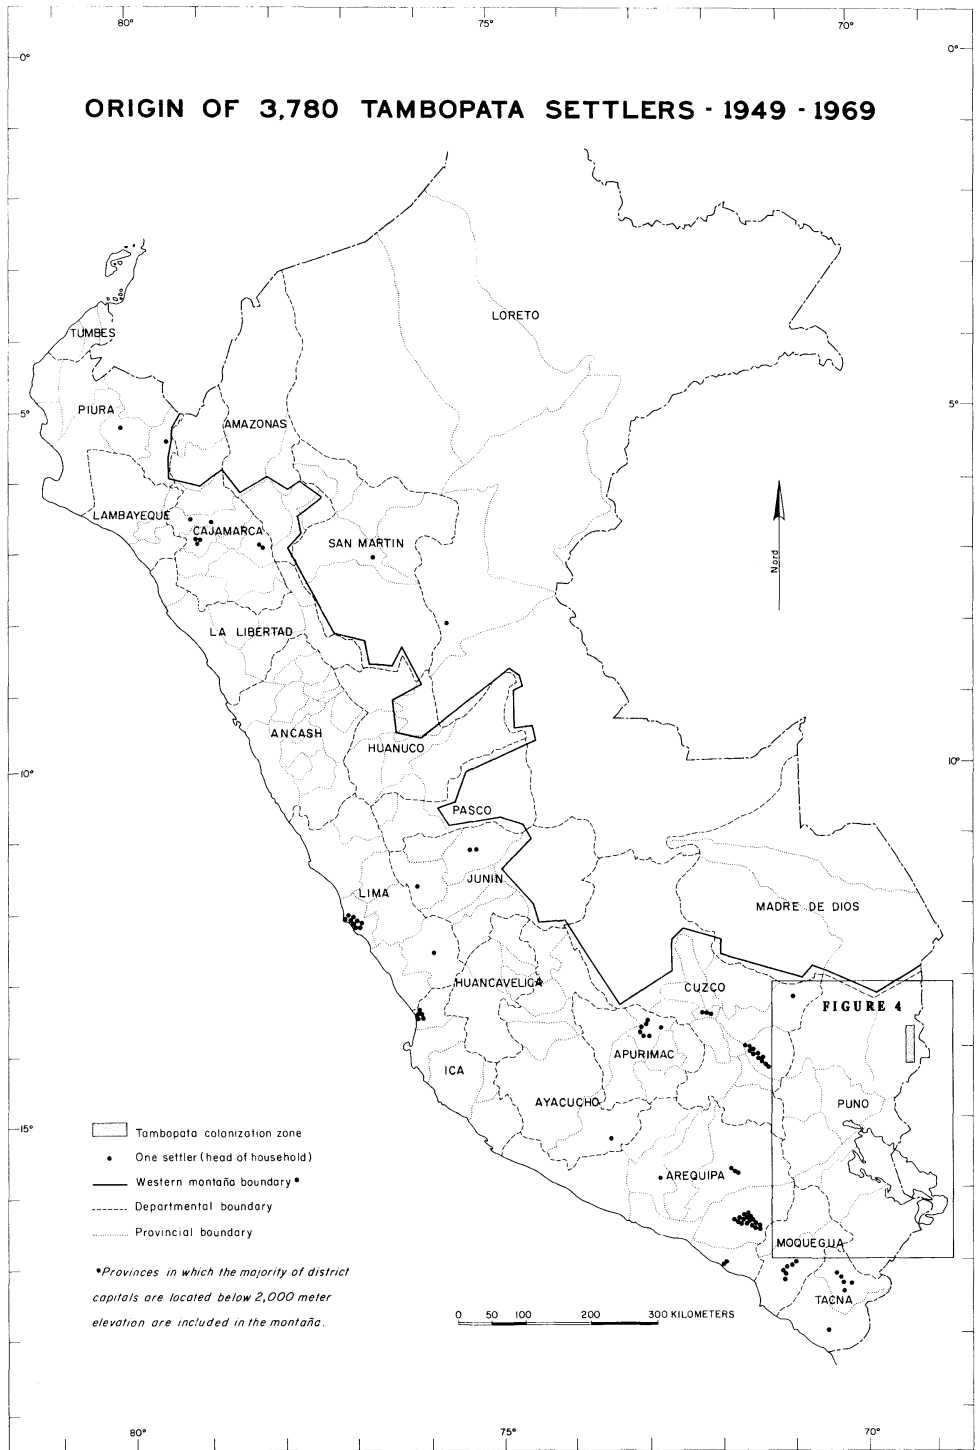 80°
75°
70°
0°
0°
ORIGIN OF 3,780 TAMBOPATA SETTLERS - 1949 - 1969
LORETO
TUMBES
PIURA
5°
5°
AMAZONAS
LAMBAYEQUE
CAJAMARCA
SAN MARTIN
Nord
LA LIBERTAD
ANCASH
HUANUCO
10°
10°
PASCO
JUNIN
LIMA
MADRE DE DIOS
HUANCAVELICA
CUZCO
FIGURE 4
APURIMAC
ICA
AYACUCHO
PUNO
15°
Tambopata colonization zone
One settler (head of household)
AREQUIPA
Western montaña boundary*
Departmental boundary
Provincial boundary
MOQUEGUA
*Provinces in which the majority of district
capitals are located below 2,000 meter
elevation are included in the montaña.
TACNA
0 50 100 200 300 KILOMETERS
80°
75°
70°